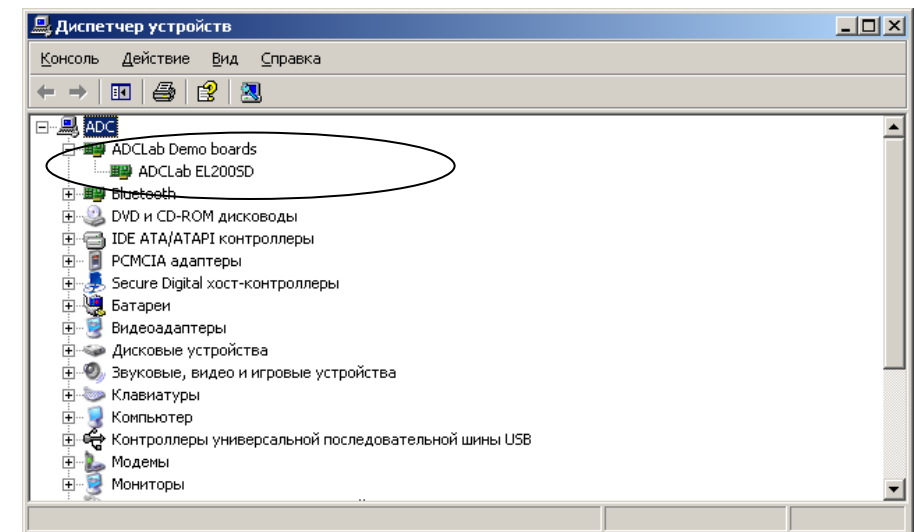 Диспетчер устройств
Консоль Действие Вид Справка
ADC
ADCLab Demo boards
ADCLab EL200SD
Bluetooth
DVD и CD-ROM дисководы
IDE ATA/ATAPI контроллеры
PCMCIA адаптеры
Secure Digital хост-контроллеры
Батареи
Видеоадаптеры
Дисковые устройства
Звуковые, видео и игровые устройства
Клавиатуры
Компьютер
Контроллеры универсальной последовательной шины USB
Модемы
Мониторы